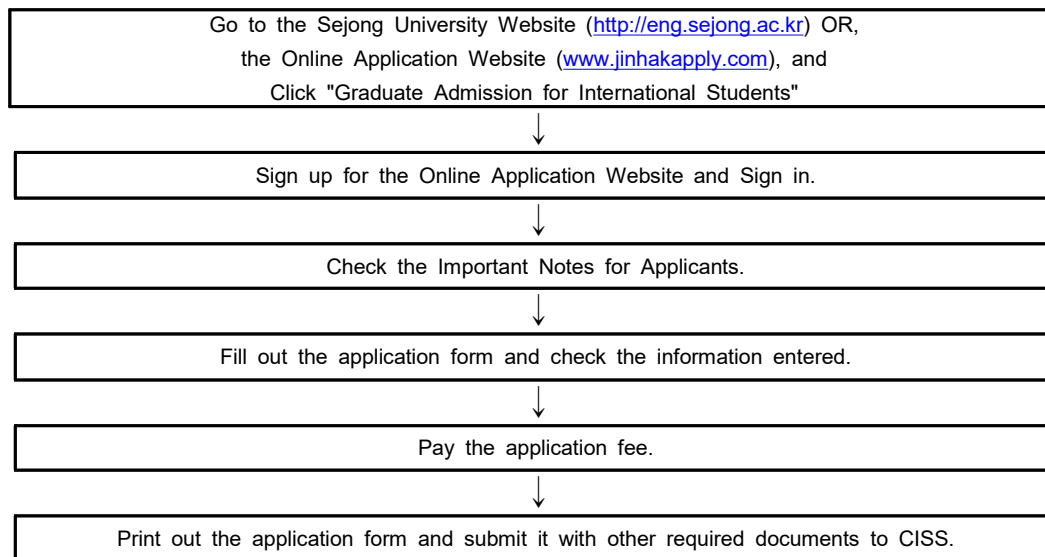 Go to the Sejong University Website (http://eng.sejong.ac.kr) OR,
the Online Application Website (www.jinhakapply.com), and
Click "Graduate Admission for International Students"
↓
Sign up for the Online Application Website and Sign in.
↓
Check the Important Notes for Applicants.
↓
Fill out the application form and check the information entered.
↓
Pay the application fee.
↓
Print out the application form and submit it with other required documents to CISS.